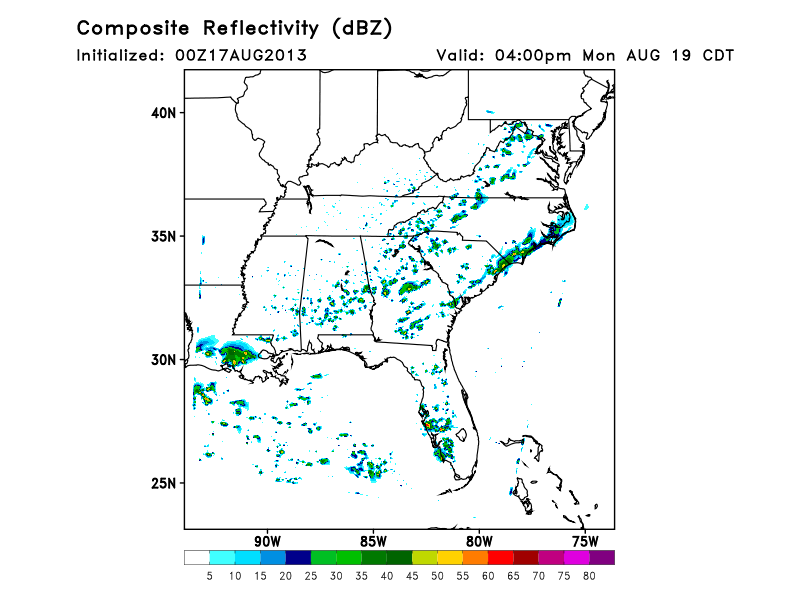 Composite Reflectivity (dBZ)
Initialized: 00Z17AUG2013 Valid: 04:00pm Mon AUG 19 CDT
40N
35N
30N
25N
90W 85W 80W 75W
5 10 15 20 25 30 35 40 45 50 55 60 65 70 75 80